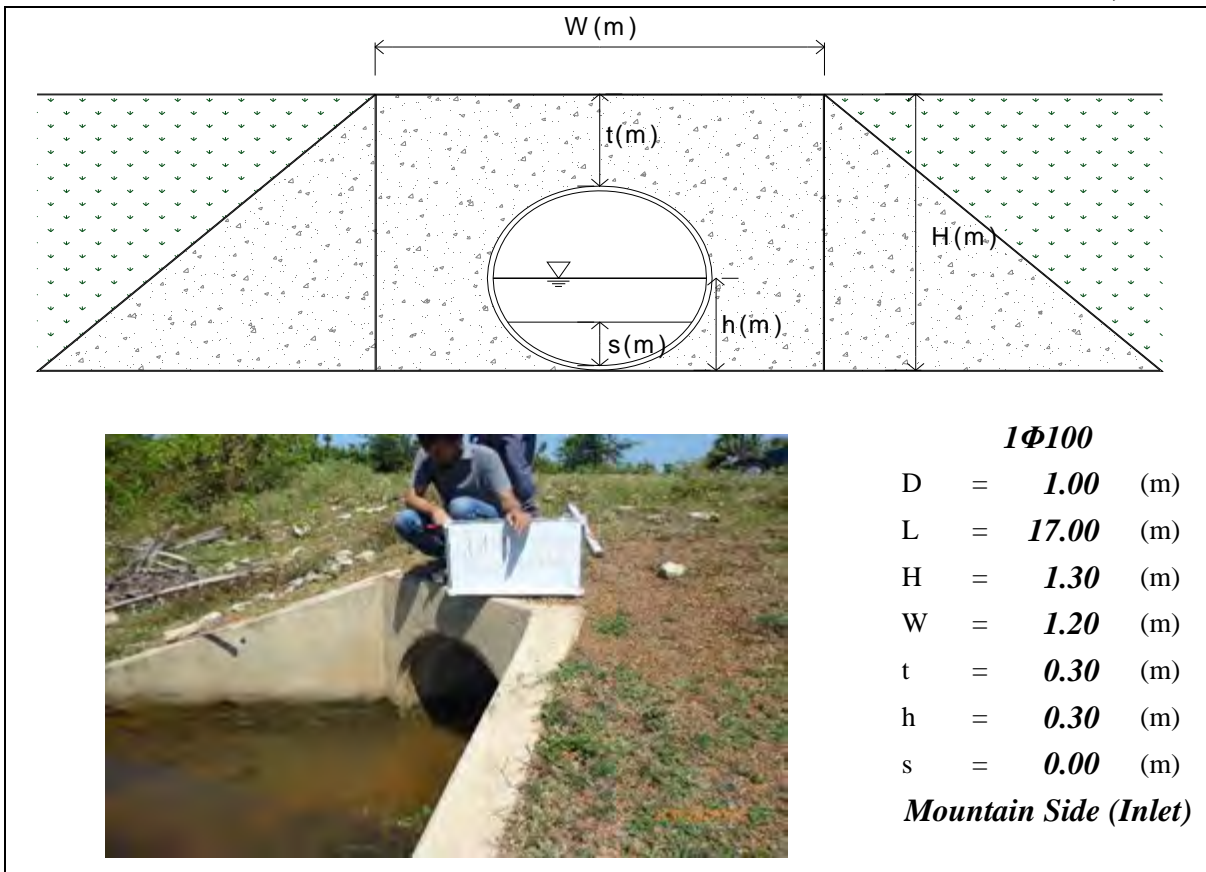 W(m)
t(m)
H(m)
h(m)
s(m)
1Φ100
D = 1.00 (m)
L = 17.00 (m)
H = 1.30 (m)
W = 1.20 (m)
t = 0.30 (m)
h = 0.30 (m)
s = 0.00 (m)
Mountain Side (Inlet)